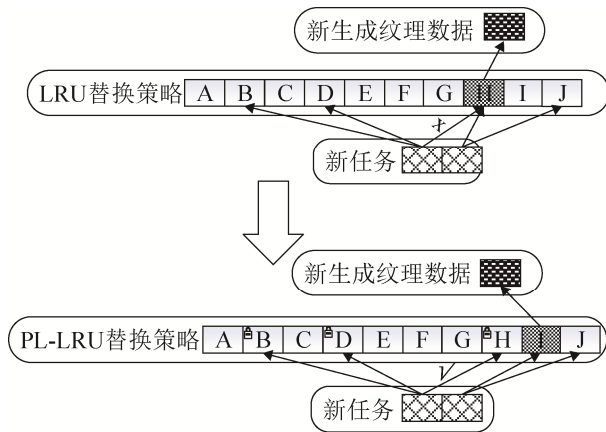 新生成纹理数据
LRU替换策略 A B C D E F G H I J
x
新任务
新生成纹理数据
PL-LRU替换策略 A B C D E F G H I J
√
新任务